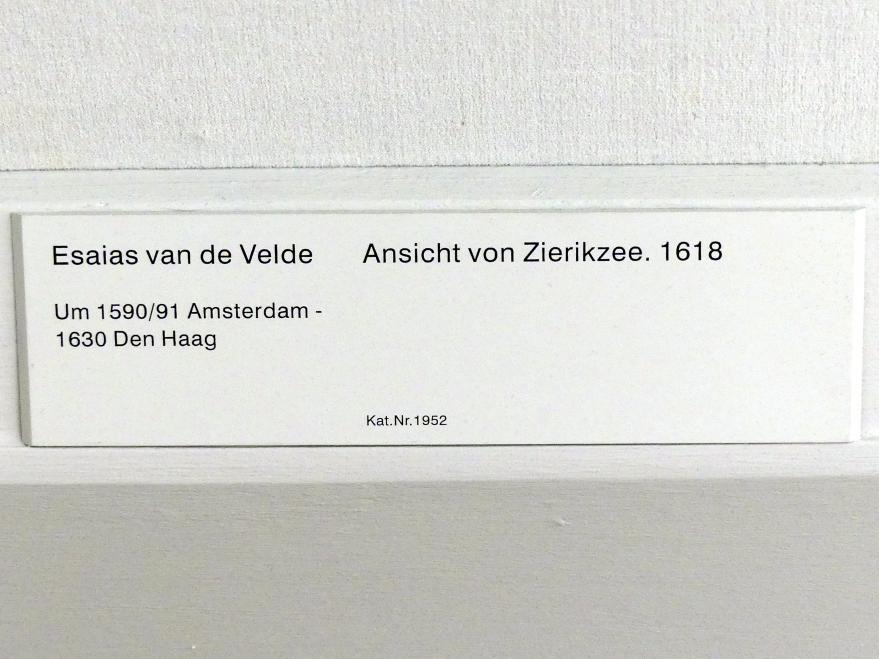 Esaias van de Velde
Um 1590/91 Amsterdam -
1630 Den Haag
Ansicht von Zierikzee. 1618
Kat.Nr.1952